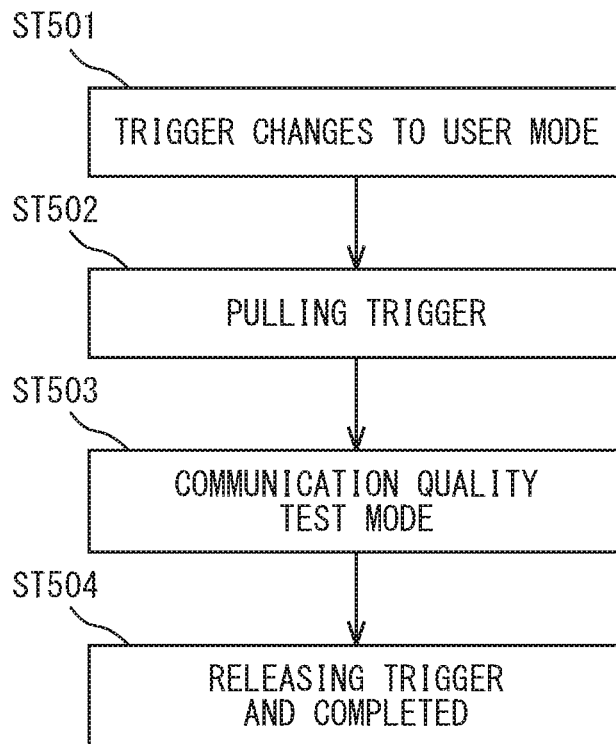 ST501
TRIGGER CHANGES TO USER MODE
ST502
PULLING TRIGGER
ST503
COMMUNICATION QUALITY
TEST MODE
ST504
RELEASING TRIGGER
AND COMPLETED